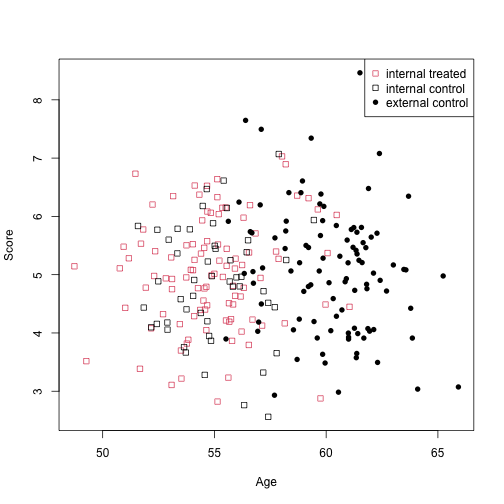 internal treated
internal control
external control
8
7
6
5
4
3
Score
50
55
60
65
Age